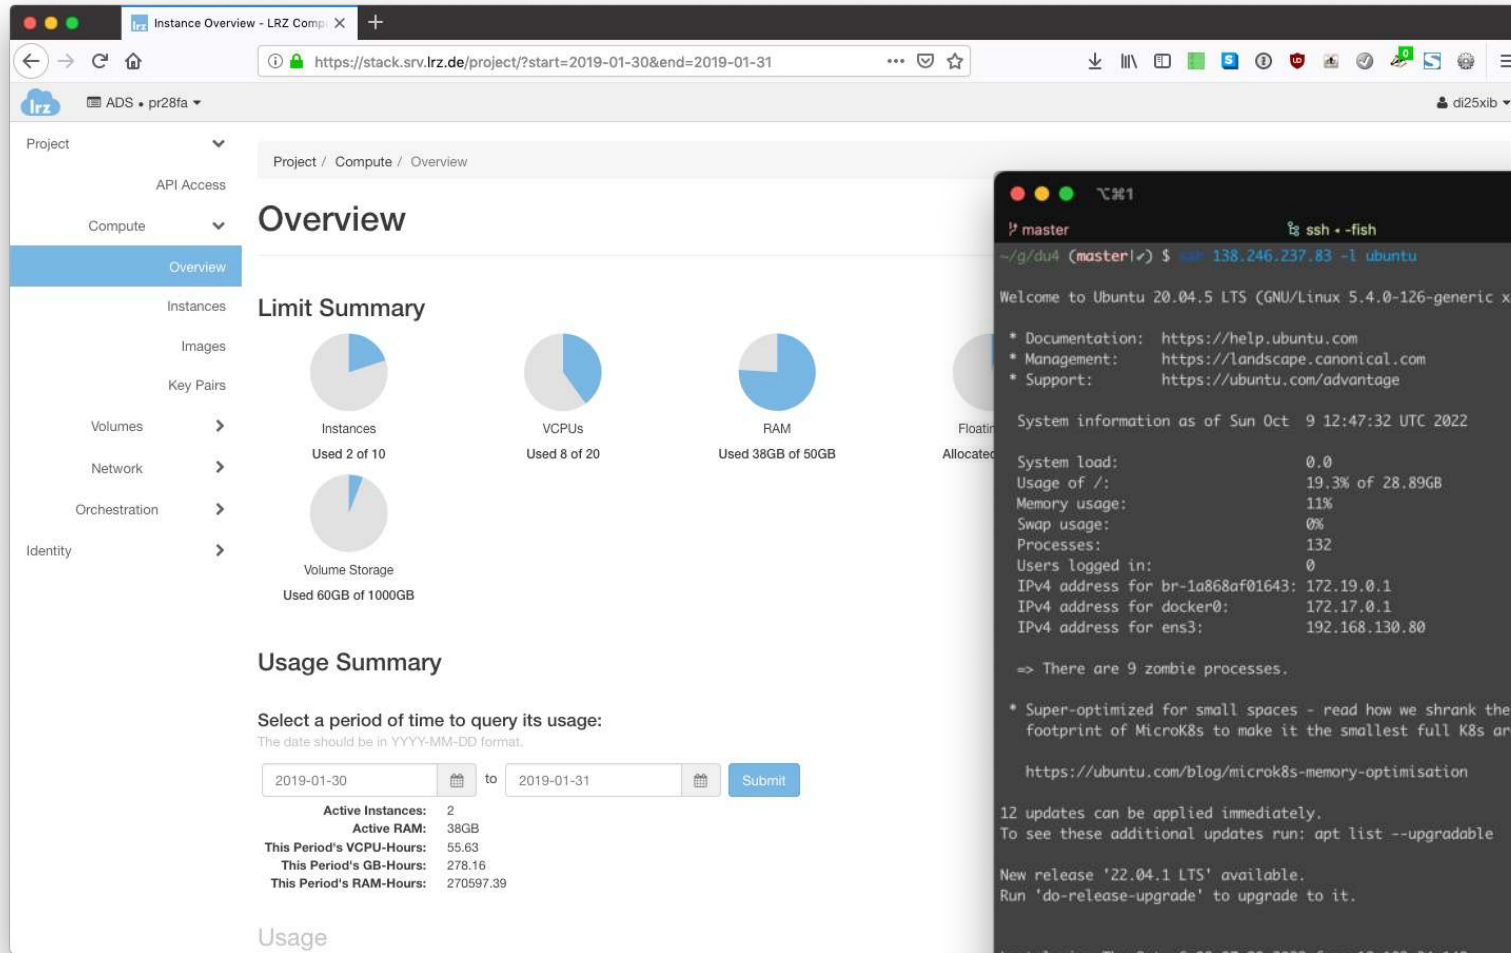 Instance Overview - LRZ Comp
https://stack.srv.lrz.de/project/?start=2019-01-30&end=2019-01-31
lrz
ADS • pr28fa
di25xib
Project
API Access
Compute
Overview
Instances
Images
Key Pairs
Volumes
Network
Orchestration
Identity
Project / Compute / Overview
Overview
Limit Summary
Instances
Used 2 of 10
VCPUs
Used 8 of 20
RAM
Used 38GB of 50GB
Floatin
Allocated
Volume Storage
Used 60GB of 1000GB
Usage Summary
Select a period of time to query its usage:
The date should be in YYYY-MM-DD format.
2019-01-30 to 2019-01-31 Submit
Active Instances: 2
Active RAM: 38GB
This Period's VCPU-Hours: 55.63
This Period's GB-Hours: 278.16
This Period's RAM-Hours: 270597.39
Usage
⌥⌘1
master
ssh • -fish
~/g/du4 (master|✔) $ ssh 138.246.237.83 -l ubuntu
Welcome to Ubuntu 20.04.5 LTS (GNU/Linux 5.4.0-126-generic x
* Documentation: https://help.ubuntu.com
* Management: https://landscape.canonical.com
* Support: https://ubuntu.com/advantage
System information as of Sun Oct 9 12:47:32 UTC 2022
System load: 0.0
Usage of /: 19.3% of 28.89GB
Memory usage: 11%
Swap usage: 0%
Processes: 132
Users logged in: 0
IPv4 address for br-1a868af01643: 172.19.0.1
IPv4 address for docker0: 172.17.0.1
IPv4 address for ens3: 192.168.130.80
=> There are 9 zombie processes.
* Super-optimized for small spaces - read how we shrank the
footprint of MicroK8s to make it the smallest full K8s ar
https://ubuntu.com/blog/microk8s-memory-optimisation
12 updates can be applied immediately.
To see these additional updates run: apt list --upgradable
New release '22.04.1 LTS' available.
Run 'do-release-upgrade' to upgrade to it.